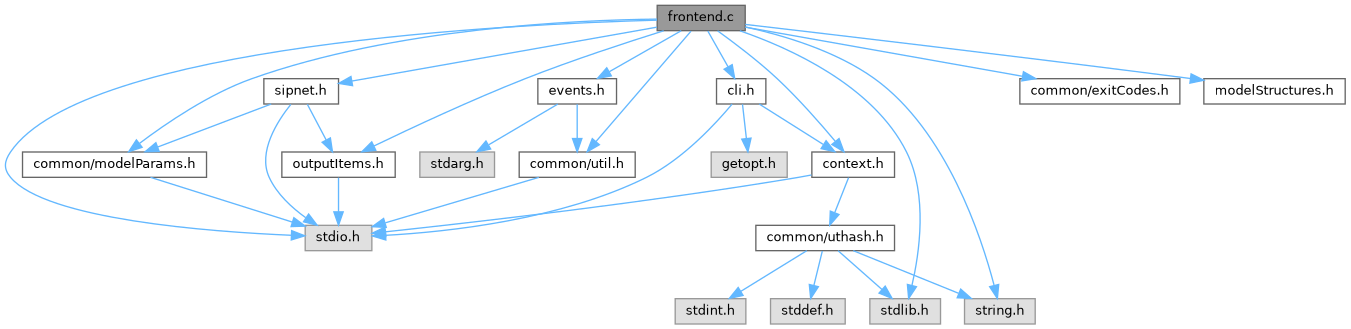 frontend.c
sipnet.h
events.h
cli.h
common/exitCodes.h
modelStructures.h
common/modelParams.h
outputItems.h
stdarg.h
common/util.h
getopt.h
context.h
stdio.h
common/uthash.h
stdint.h
stddef.h
stdlib.h
string.h